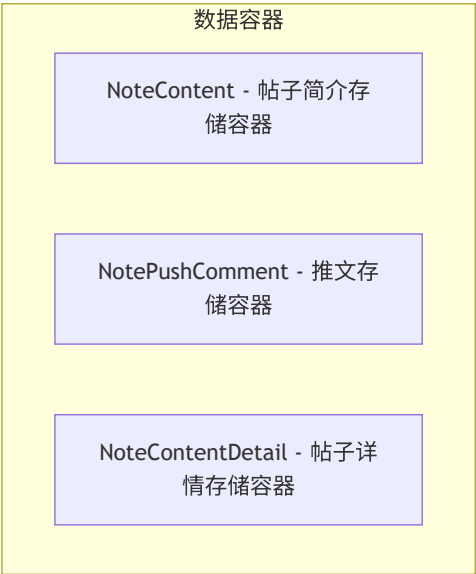 数据容器
NoteContent - 帖子简介存
储容器
NotePushComment - 推文存
储容器
NoteContentDetail - 帖子详
情存储容器